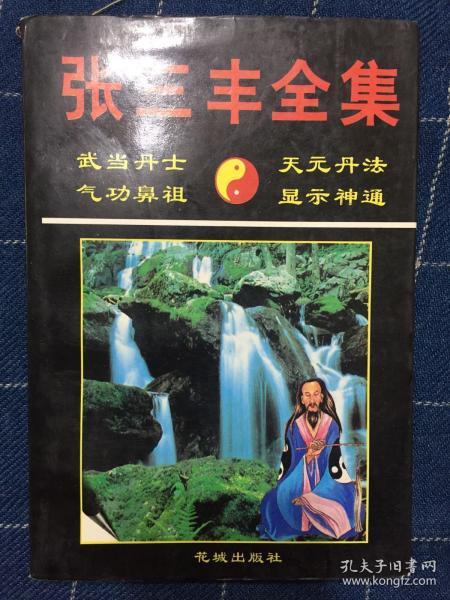 张三丰全集
武当丹士
气功鼻祖
天元丹法
显示神通
花城出版社
孔夫子旧书网
www.kongfz.com